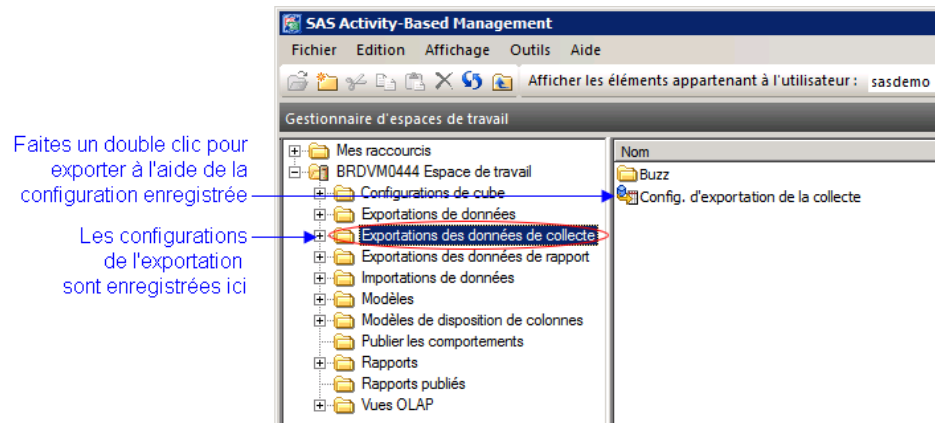 SAS Activity-Based Management
Fichier Edition Affichage Outils Aide
Afficher les éléments appartenant à l'utilisateur : sasdemo
Gestionnaire d'espaces de travail
Faites un double clic pour
exporter à l'aide de la
configuration enregistrée
Les configurations
de l'exportation
sont enregistrées ici
Mes raccourcis
BRDVM0444 Espace de travail
Configurations de cube
Exportations de données
Exportations des données de collecte
Exportations des données de rapport
Importations de données
Modèles
Modèles de disposition de colonnes
Publier les comportements
Rapports
Rapports publiés
Vues OLAP
Nom
Buzz
Config. d'exportation de la collecte